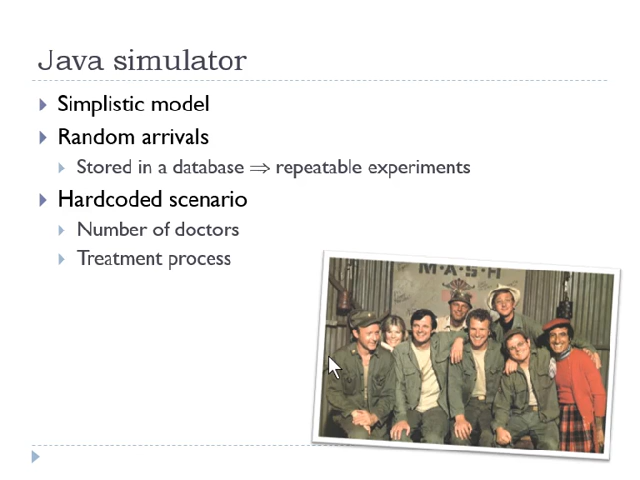 Java simulator
Simplistic model
Random arrivals
Stored in a database ⇒ repeatable experiments
Hardcoded scenario
Number of doctors
Treatment process
M*A*S*H